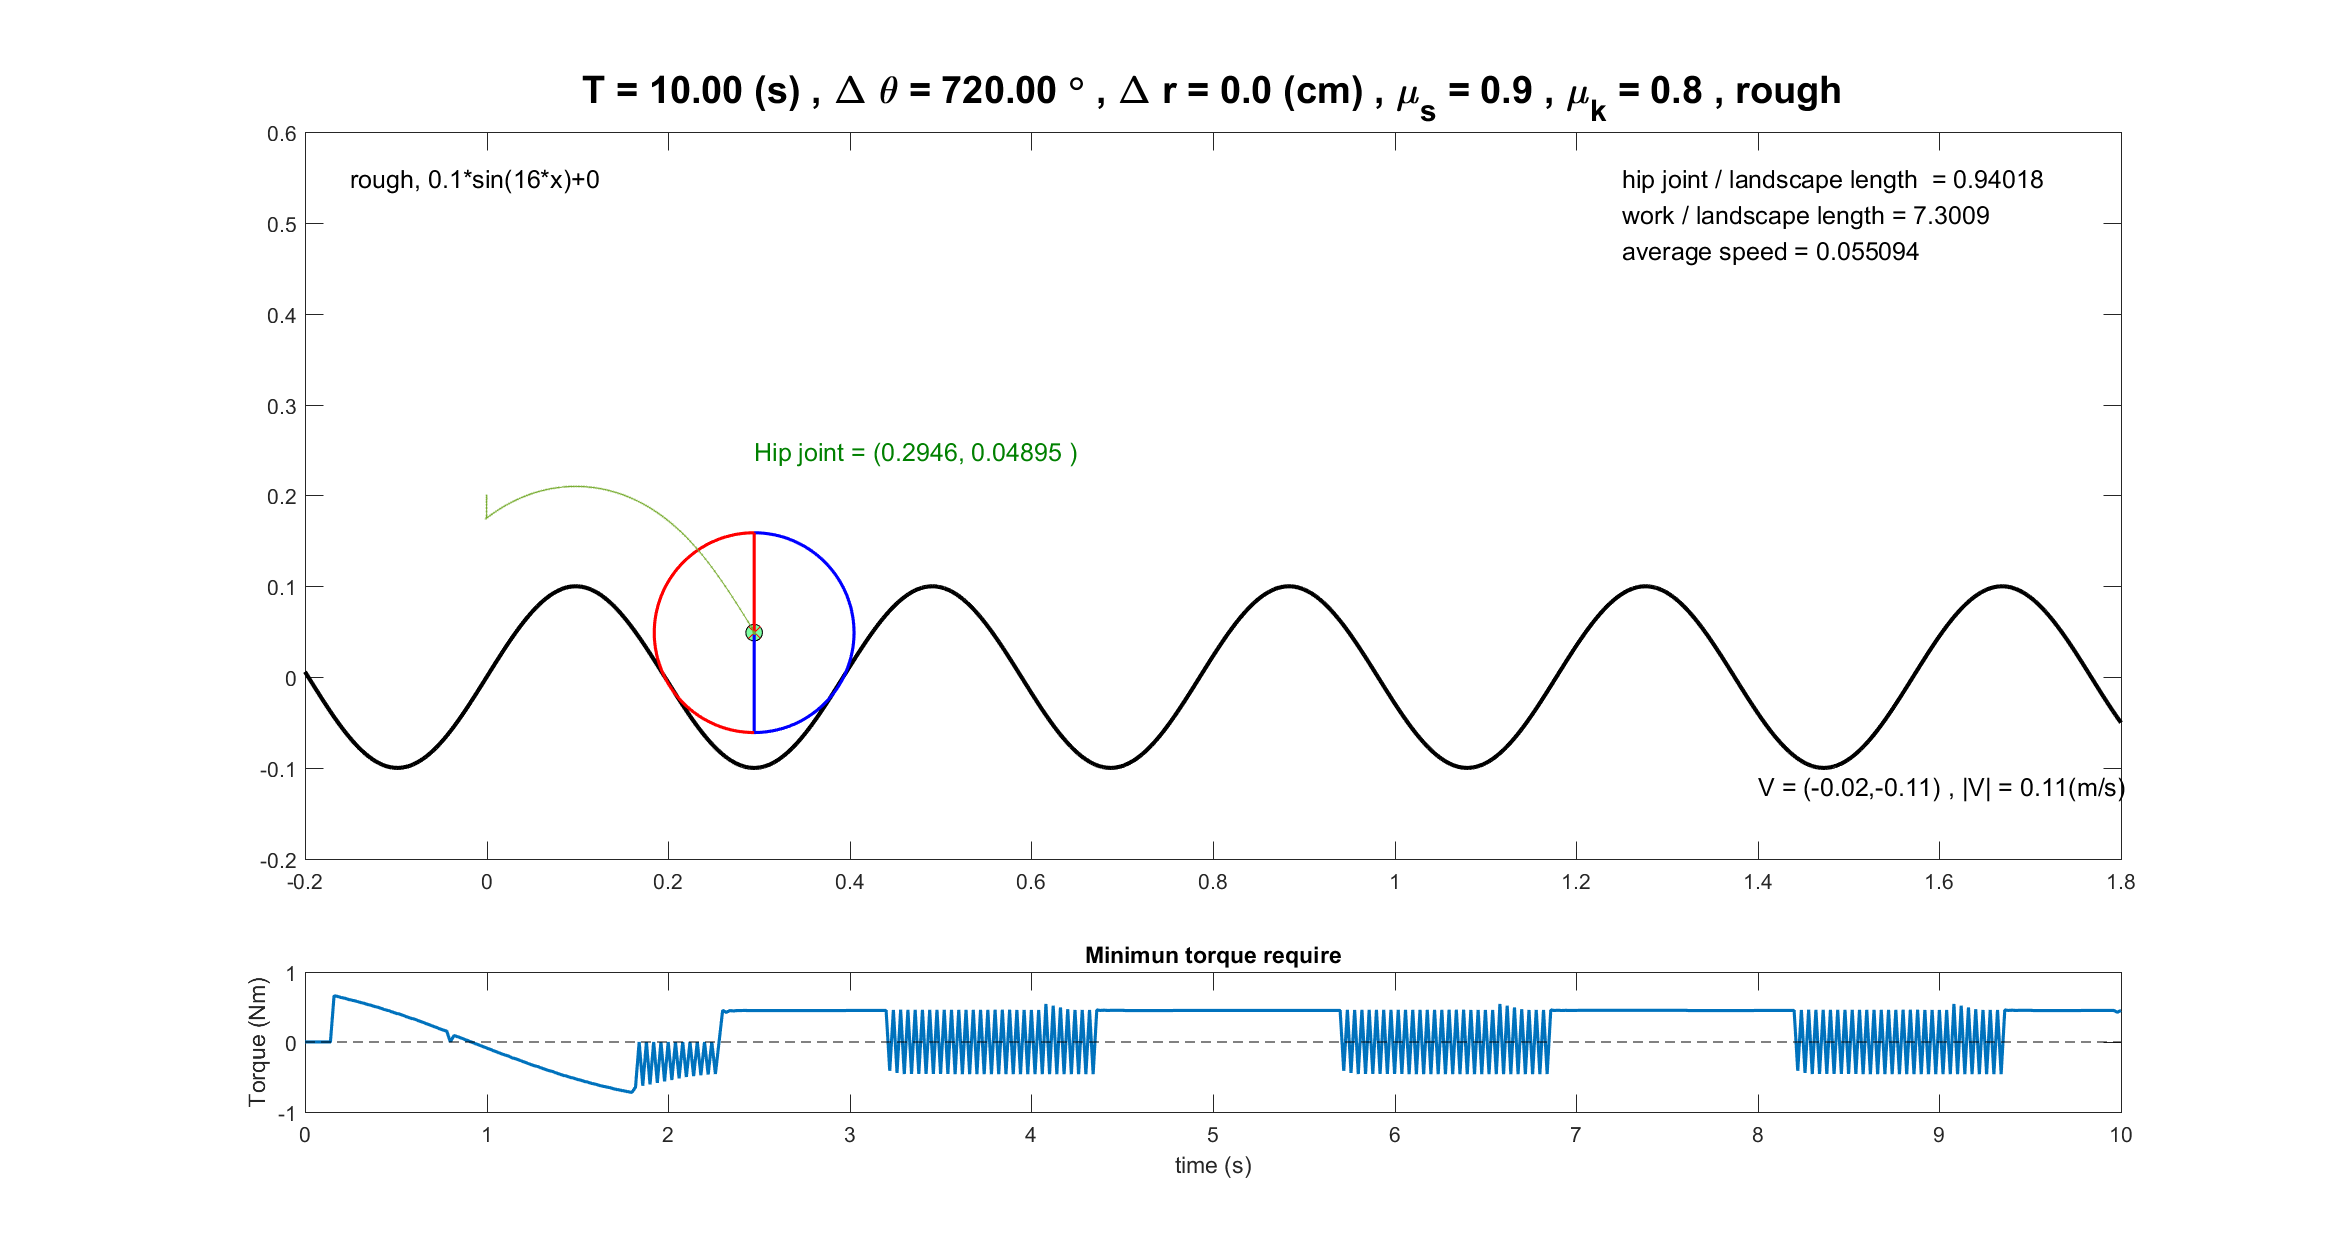 T = 10.00 (s) , Δ θ = 720.00 ° , Δ r = 0.0 (cm) , μs = 0.9 , μk = 0.8 , rough
0.6
0.5
0.4
0.3
0.2
0.1
0
-0.1
-0.2
rough, 0.1*sin(16*x)+0
hip joint / landscape length  = 0.94018
work / landscape length = 7.3009
average speed = 0.055094
Hip joint = (0.2946, 0.04895 )
V = (-0.02,-0.11) , |V| = 0.11(m/s)
-0.2 0 0.2 0.4 0.6 0.8 1 1.2 1.4 1.6 1.8
Minimun torque require
Torque (Nm)
1
0
-1
0 1 2 3 4 5 6 7 8 9 10
time (s)